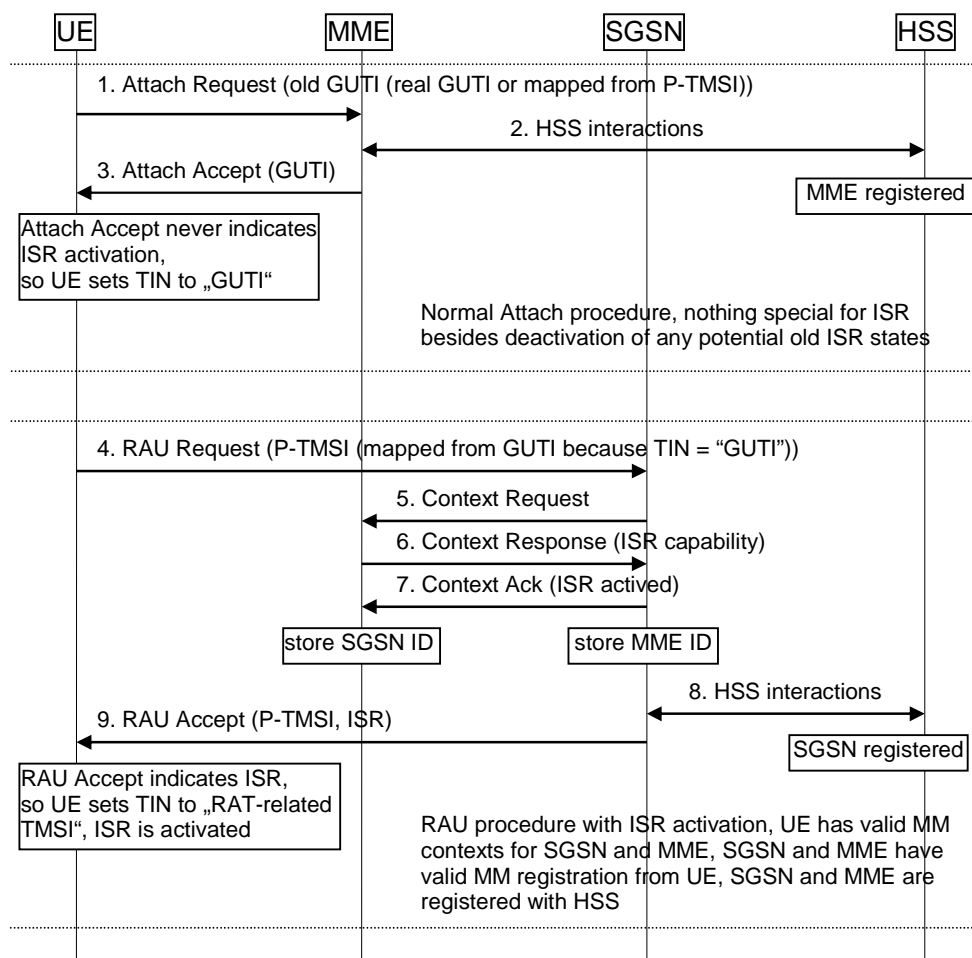 UE MME SGSN HSS
1. Attach Request (old GUTI (real GUTI or mapped from P-TMSI))
2. HSS interactions
3. Attach Accept (GUTI)
MME registered
Attach Accept never indicates
ISR activation,
so UE sets TIN to „GUTI“
Normal Attach procedure, nothing special for ISR
besides deactivation of any potential old ISR states
4. RAU Request (P-TMSI (mapped from GUTI because TIN = “GUTI”))
5. Context Request
6. Context Response (ISR capability)
7. Context Ack (ISR actived)
store SGSN ID
store MME ID
8. HSS interactions
9. RAU Accept (P-TMSI, ISR)
SGSN registered
RAU Accept indicates ISR,
so UE sets TIN to „RAT-related
TMSI“, ISR is activated
RAU procedure with ISR activation, UE has valid MM
contexts for SGSN and MME, SGSN and MME have
valid MM registration from UE, SGSN and MME are
registered with HSS